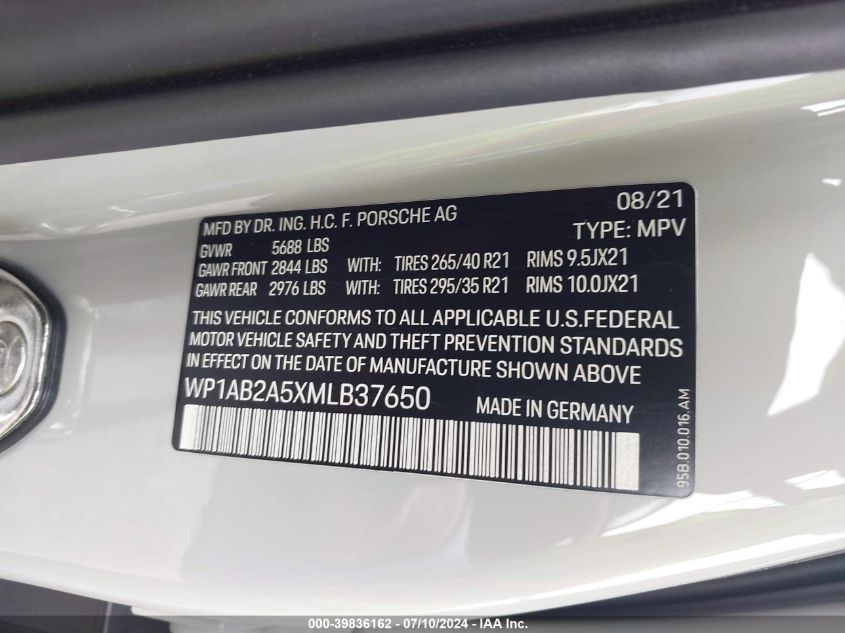 MFD BY DR. ING. H.C. F. PORSCHE AG 08/21
GVWR 5688 LBS TYPE: MPV
GAWR FRONT 2844 LBS WITH: TIRES 265/40 R21 RIMS 9.5JX21
GAWR REAR 2976 LBS WITH: TIRES 295/35 R21 RIMS 10.0JX21
THIS VEHICLE CONFORMS TO ALL APPLICABLE U.S.FEDERAL
MOTOR VEHICLE SAFETY AND THEFT PREVENTION STANDARDS
IN EFFECT ON THE DATE OF MANUFACTURE SHOWN ABOVE
WP1AB2A5XMLB37650 MADE IN GERMANY
95B.010.016.AM
000-39836162 - 07/10/2024 - IAA Inc.